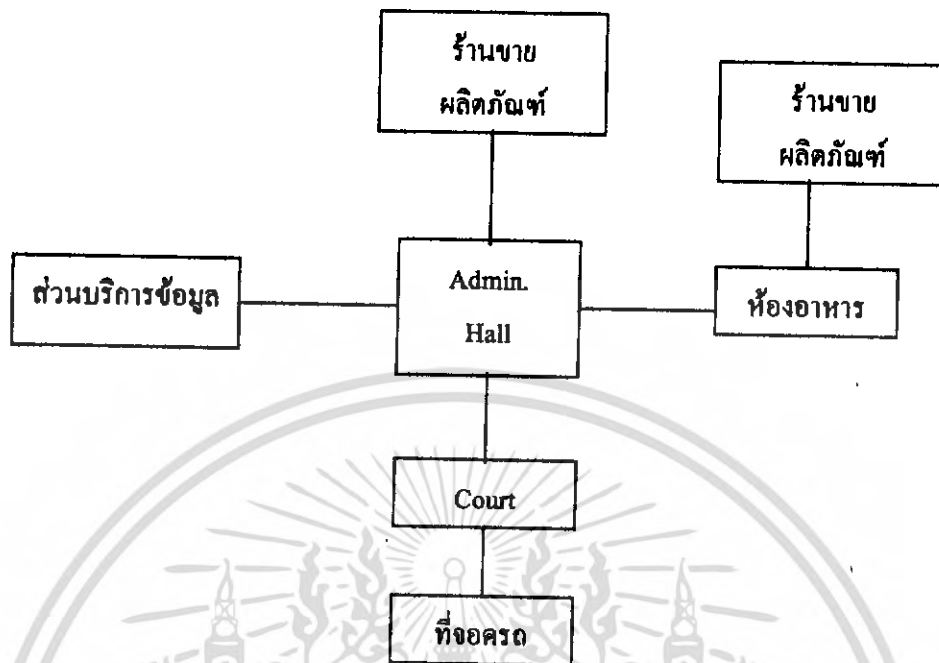 ร้านขาย
ผลิตภัณฑ์
ร้านขาย
ผลิตภัณฑ์
ส่วนบริการข้อมูล
Admin.
Hall
ห้องอาหาร
Court
ที่จอดรถ